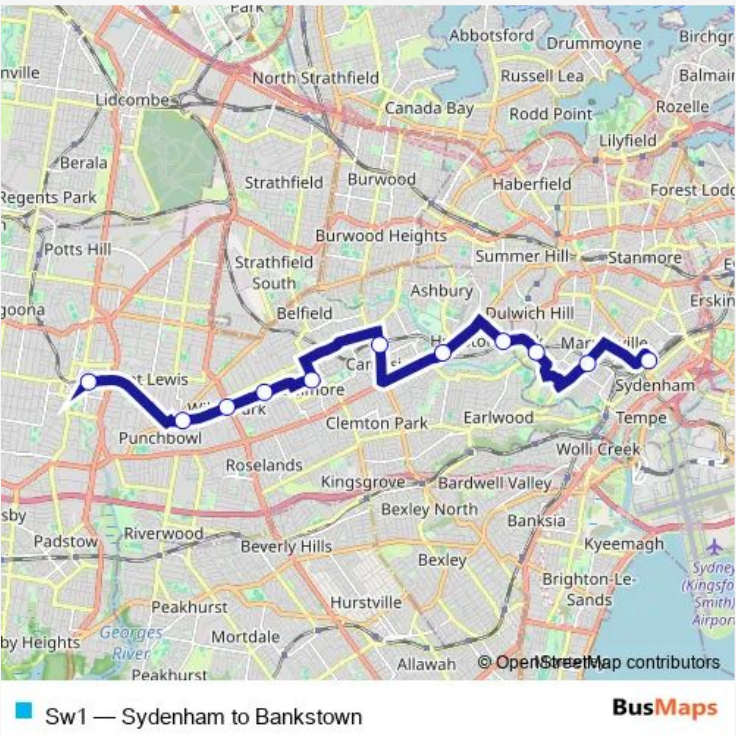 Park
Abbotsford
Drummoyne
Birchgr
nville
North Strathfield
Russell Lea
Balmain
Lidcombe
Canada Bay
Rodd Point
Rozelle
Lilyfield
Berala
Strathfield
Burwood
Haberfield
Forest Lodg
Regents Park
Burwood Heights
Potts Hill
Summer Hill
Stanmore
Strathfield
South
Ashbury
Erskin
goona
Belfield
Dulwich Hill
t Lewis
Punchbowl
Sydenham
Clemton Park
Earlwood
Tempe
Wolli Creek
Roselands
Kingsgrove
Bardwell Valley
Bexley North
Banksia
sby
Padstow
Riverwood
Beverly Hills
Kyeemagh
Bexley
Sydney
(Kingsfo
Smith)
Airport
Brighton-Le-
Sands
Peakhurst
Hurstville
by Heights
Georges
River
Mortdale
Allawah
Peakhurst
© OpenStreetMap contributors
Sw1 — Sydenham to Bankstown
BusMaps